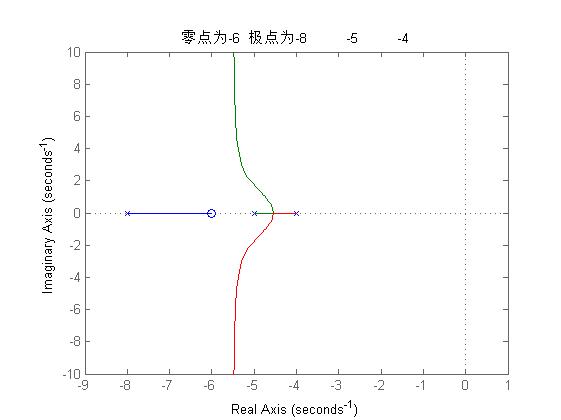 零点为-6 极点为-8 -5 -4
10
8
6
4
2
0
-2
-4
-6
-8
-10
Imaginary Axis (seconds-1)
-9 -8 -7 -6 -5 -4 -3 -2 -1 0 1
Real Axis (seconds-1)